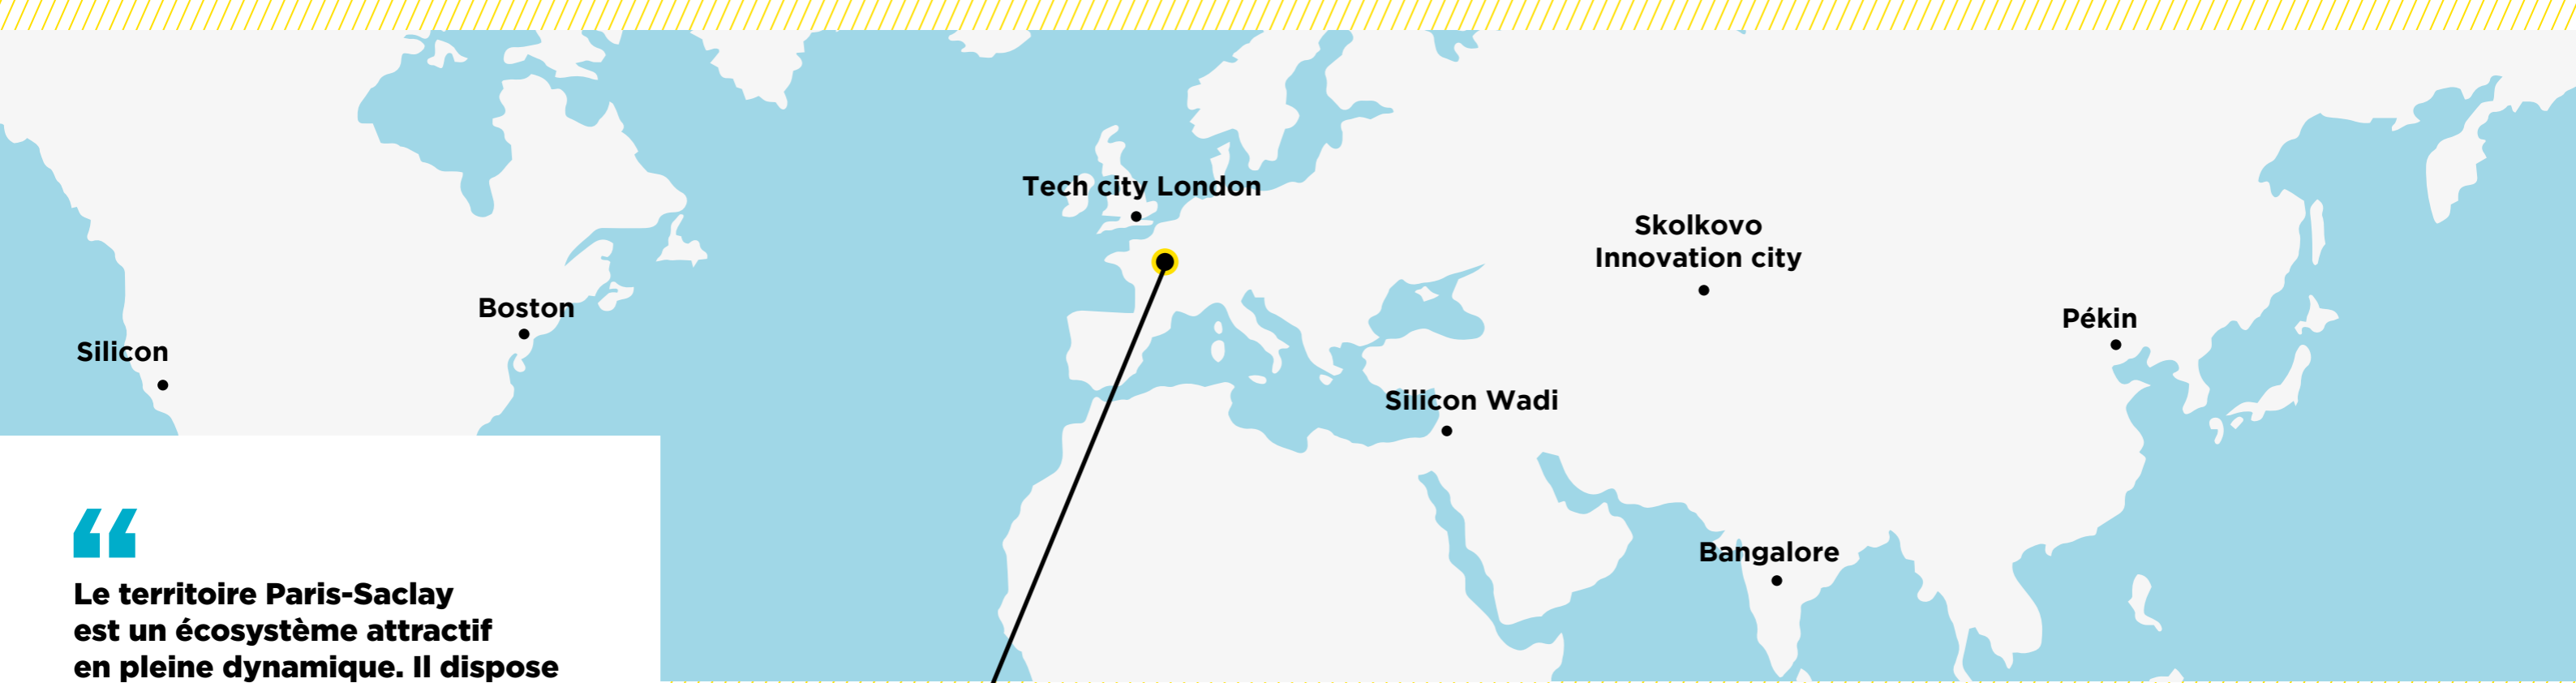 Tech city London
Skolkovo
Innovation city
Boston
Pékin
Silicon
Silicon Wadi
Bangalore
“
Le territoire Paris-Saclay
est un écosystème attractif
en pleine dynamique. Il dispose